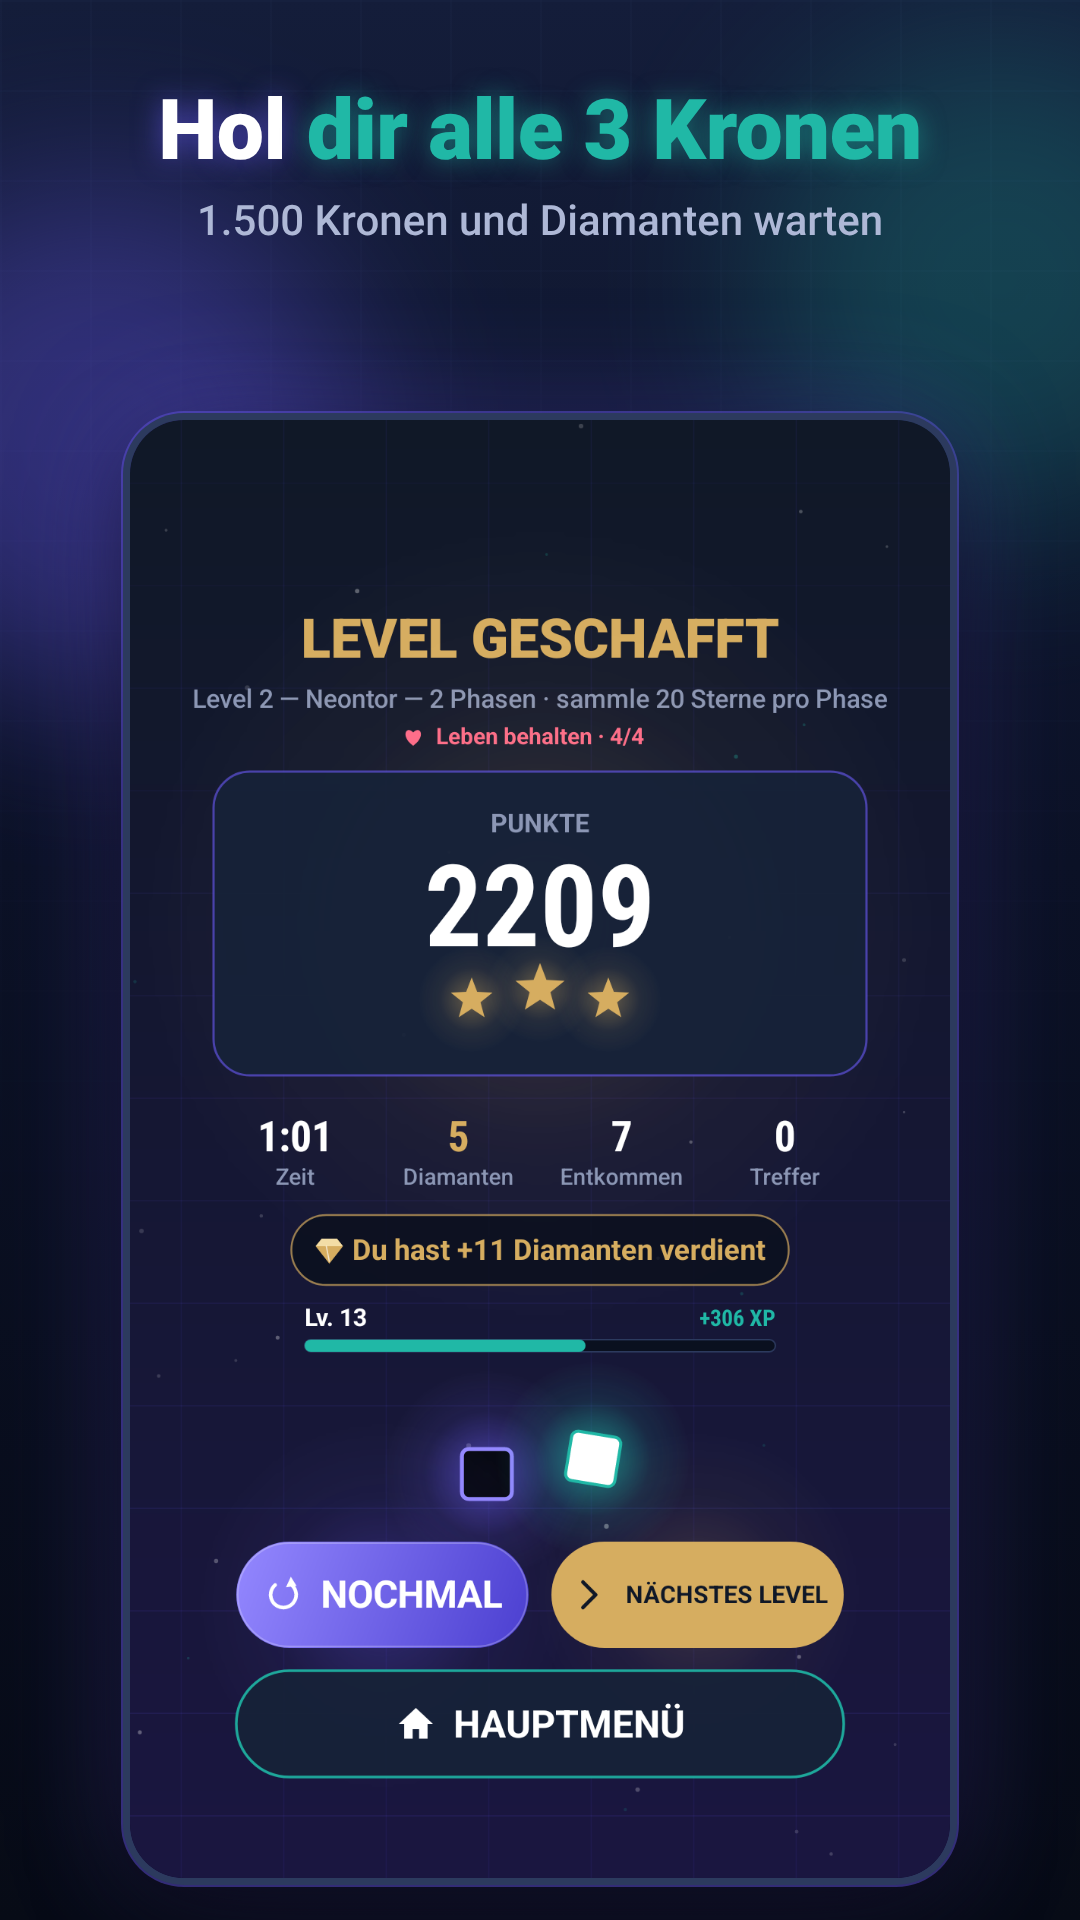 Hol dir alle 3 Kronen
1.500 Kronen und Diamanten warten
LEVEL GESCHAFFT
Level 2 — Neontor — 2 Phasen · sammle 20 Sterne pro Phase
Leben behalten · 4/4
PUNKTE
2209
1:01 5 7 0
Zeit Diamanten Entkommen Treffer
Du hast +11 Diamanten verdient
Lv. 13 +306 XP
NOCHMAL NÄCHSTES LEVEL
HAUPTMENÜ